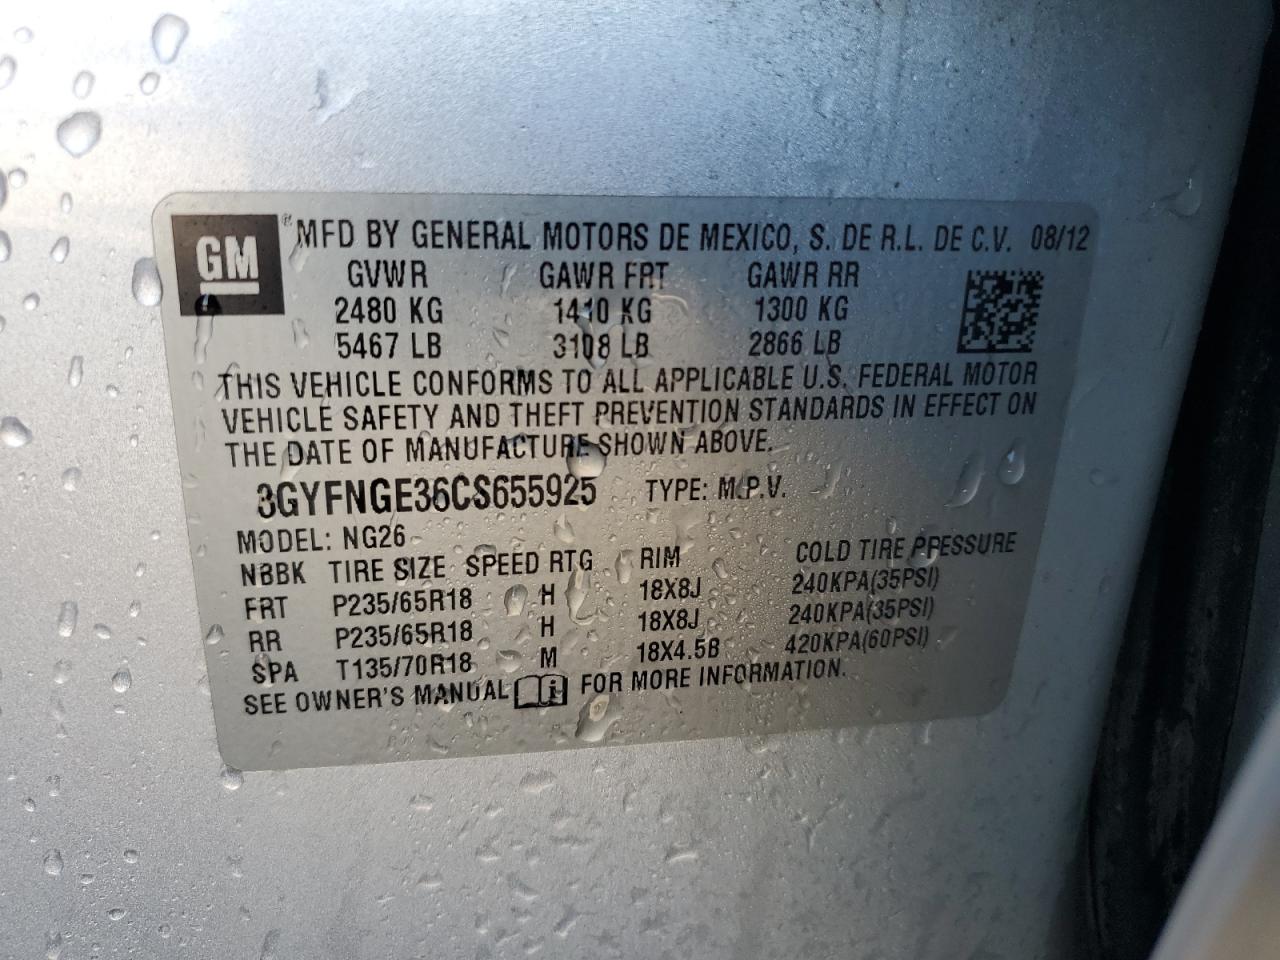 GM ® MFD BY GENERAL MOTORS DE MEXICO, S. DE R.L. DE C.V. 08/12
GVWR GAWR FRT GAWR RR
2480 KG 1410 KG 1300 KG
5467 LB 3108 LB 2866 LB
THIS VEHICLE CONFORMS TO ALL APPLICABLE U.S. FEDERAL MOTOR
VEHICLE SAFETY AND THEFT PREVENTION STANDARDS IN EFFECT ON
THE DATE OF MANUFACTURE SHOWN ABOVE.
3GYFNGE36CS655925 TYPE: M.P.V.
MODEL: NG26
NBBK TIRE SIZE SPEED RTG RIM COLD TIRE PRESSURE
FRT P235/65R18 H 18X8J 240KPA(35PSI)
RR P235/65R18 H 18X8J 240KPA(35PSI)
SPA T135/70R18 M 18X4.5B 420KPA(60PSI)
SEE OWNER'S MANUAL i FOR MORE INFORMATION.